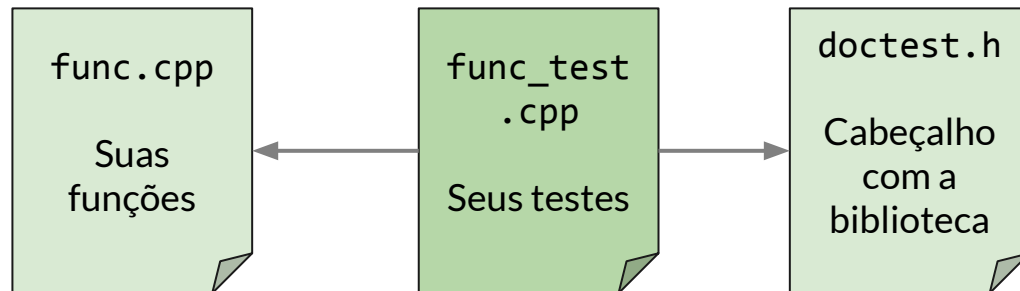 func.cpp
Suas
funções
func_test
.cpp
Seus testes
doctest.h
Cabeçalho
com a
biblioteca